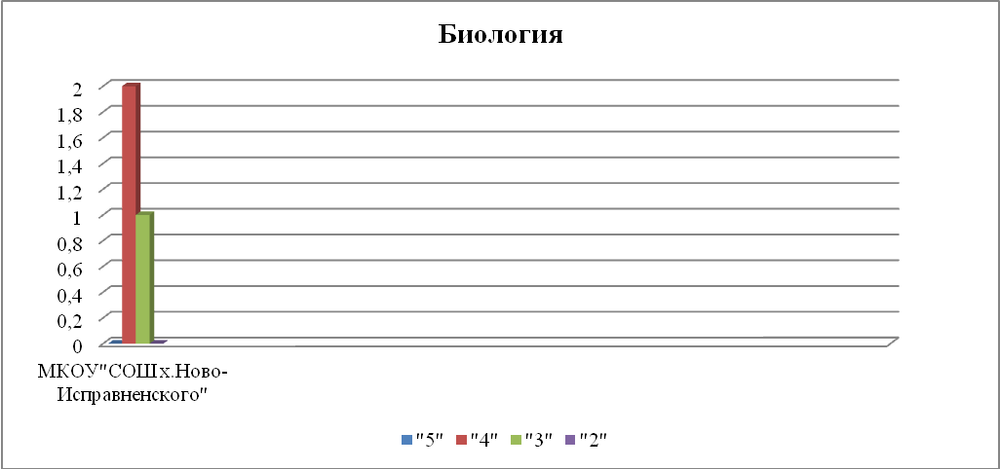 Биология
2
1,8
1,6
1,4
1,2
1
0,8
0,6
0,4
0,2
0
МКОУ"СОШ х.Ново-
Исправненского"
"5" "4" "3" "2"